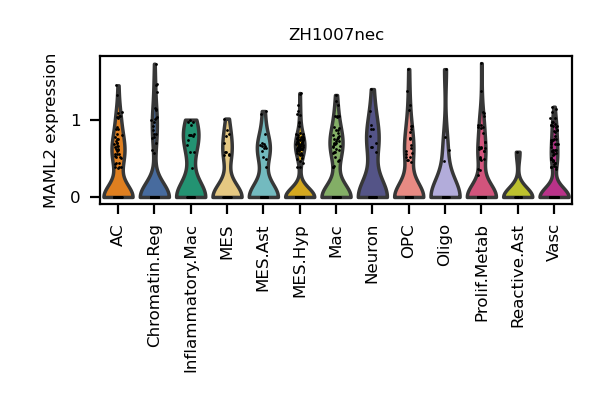 ZH1007nec
MAML2 expression
1
0
AC
Chromatin.Reg
Inflammatory.Mac
MES
MES.Ast
MES.Hyp
Mac
Neuron
OPC
Oligo
Prolif.Metab
Reactive.Ast
Vasc